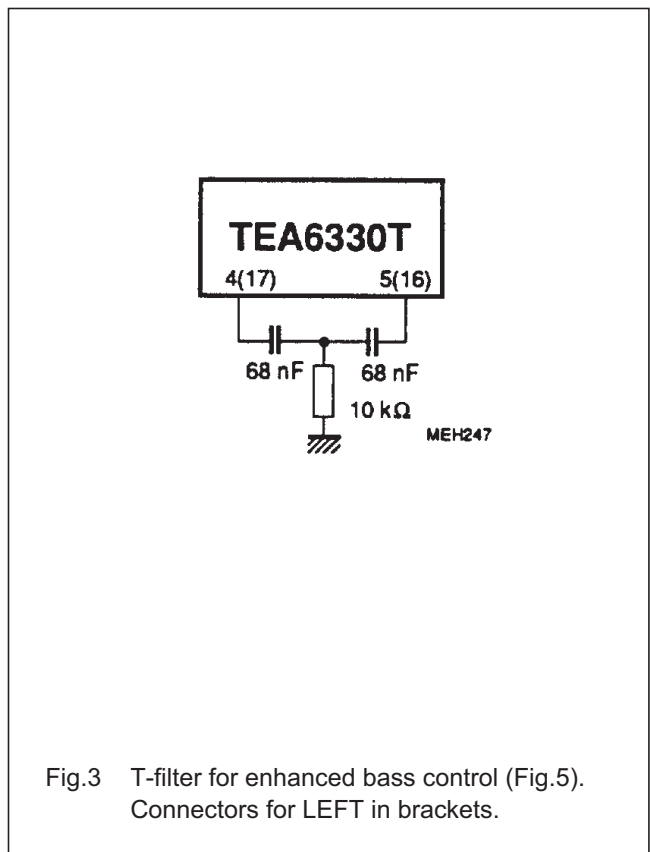 TEA6330T
4(17) 5(16)
68 nF 68 nF
10 kΩ
MEH247
Fig.3 T-filter for enhanced bass control (Fig.5).
Connectors for LEFT in brackets.